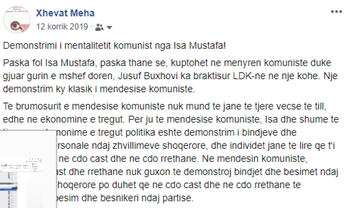 Xhevat Meha
12 korrik 2019 ·
Demonstrimi i mentalitetit komunist nga Isa Mustafa!
Paska fol Isa Mustafa, paska thane se, kuptohet ne menyren komuniste duke
gjuar gurin e mshef doren, Jusuf Buxhovi ka braktisur LDK-ne ne nje kohe. Nje
demonstrim ky klasik i mendesise komuniste.
Te brumosurit e mendesise komuniste nuk mund te jane te tjere vecse te till,
edhe ne ekonomine e tregut. Per ju te mendesise komuniste, Isa dhe shume te
onomine e tregut politika eshte demonstrim i bindjeve dhe
rsonale ndaj zhvillimeve shoqerore, dhe individet jane te lire qe t'i
ne cdo cast dhe ne cdo rrethane. Ne mendesin komuniste,
ast dhe rrethane nuk guxon te demonstroj bindjet dhe besimet ndaj
shoqerore po duhet qe ne cdo cast dhe ne cdo rrethane te
besim dhe besnikeri ndaj partise.